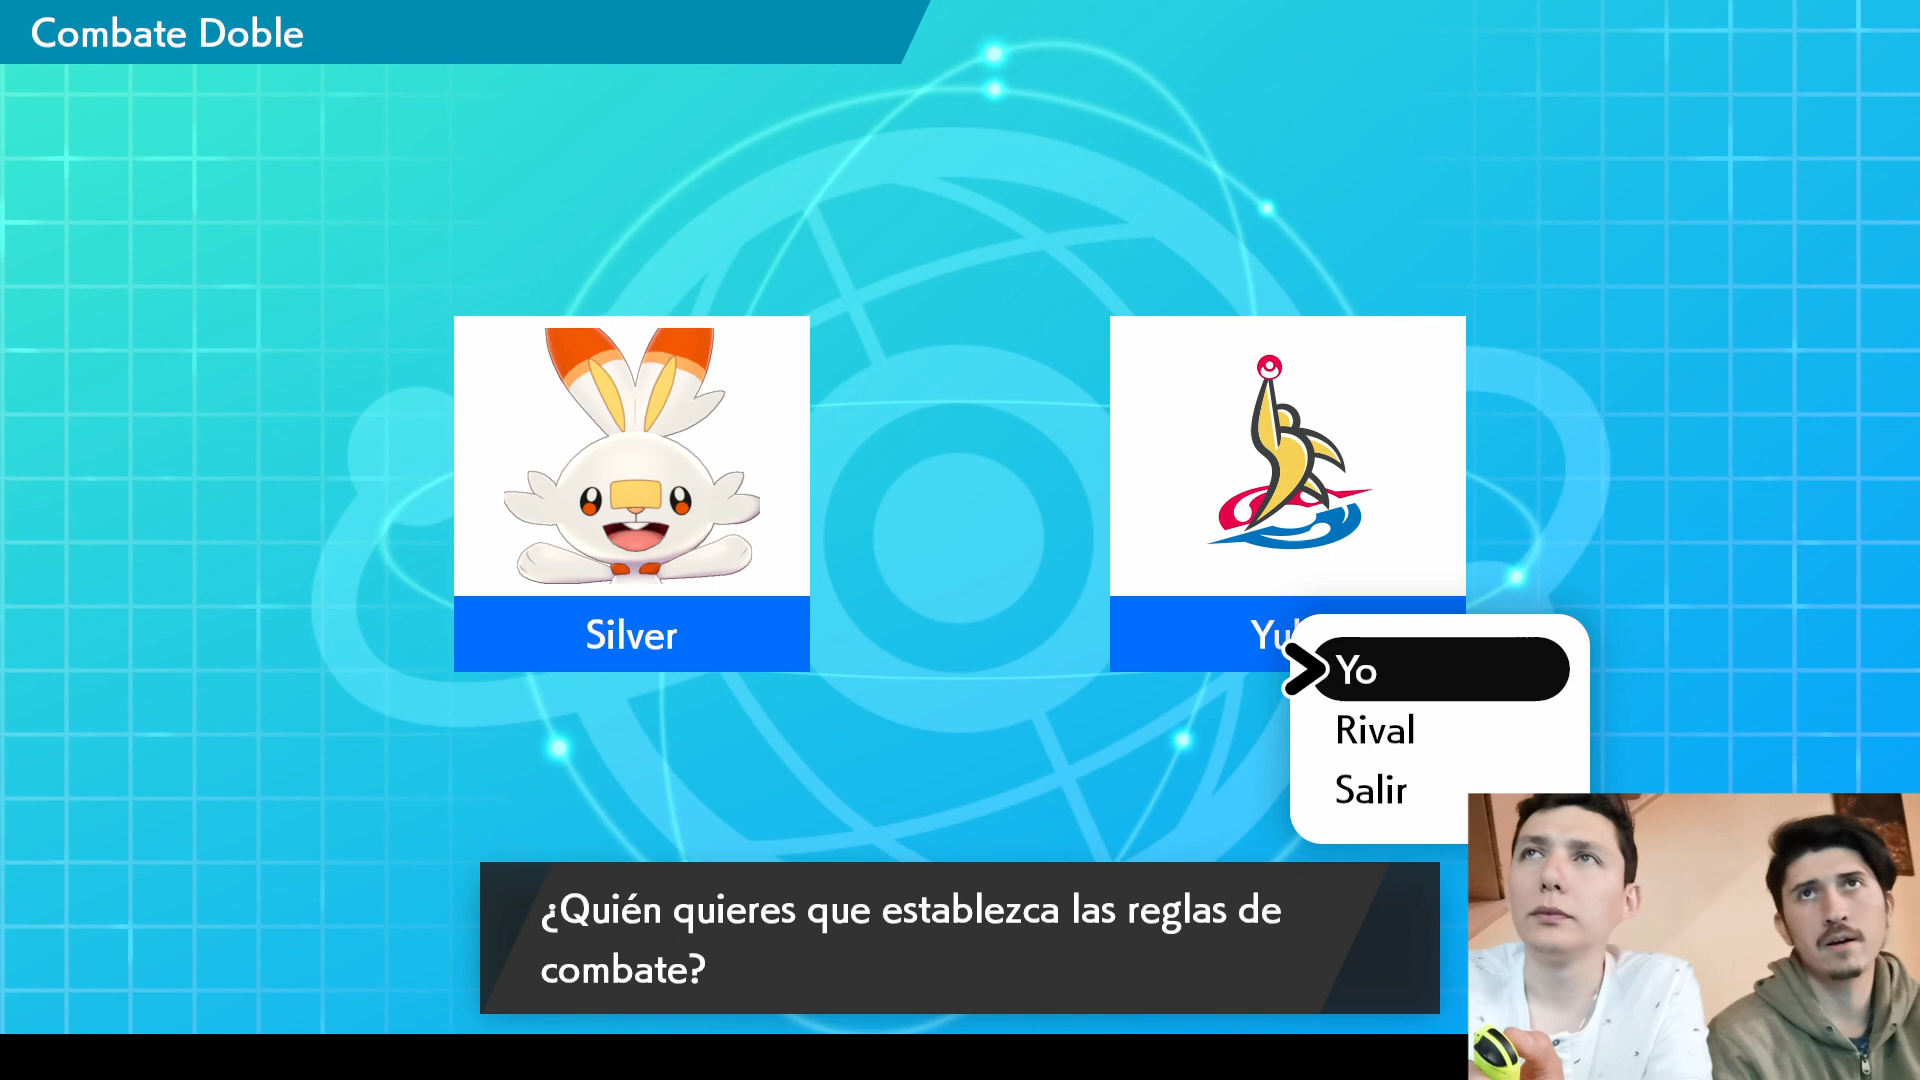 Combate Doble
Silver
Yo
Rival
Salir
¿Quién quieres que establezca las reglas de
combate?